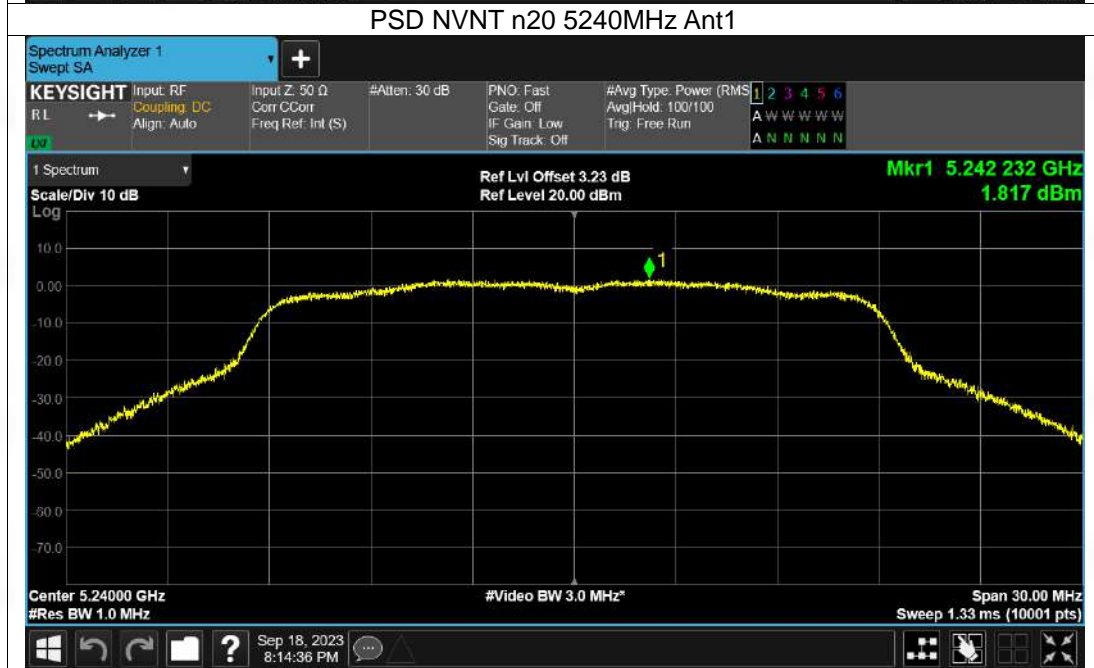 PSD NVNT n20 5240MHz Ant1
Spectrum Analyzer 1
Swept SA
+
KEYSIGHT
RL
LXI
Input: RF
Coupling: DC
Align: Auto
Input Z: 50 Ω
Corr CCorr
Freq Ref: Int (S)
#Atten: 30 dB
PNO: Fast
Gate: Off
IF Gain: Low
Sig Track: Off
#Avg Type: Power (RMS
Avg|Hold: 100/100
Trig: Free Run
1 2 3 4 5 6
A W W W W W
A N N N N N
1 Spectrum
Scale/Div 10 dB
Ref Lvl Offset 3.23 dB
Ref Level 20.00 dBm
Mkr1 5.242 232 GHz
1.817 dBm
Log
10.0
0.00
-10.0
-20.0
-30.0
-40.0
-50.0
-60.0
-70.0
1
Center 5.24000 GHz
#Res BW 1.0 MHz
#Video BW 3.0 MHz*
Span 30.00 MHz
Sweep 1.33 ms (10001 pts)
?
Sep 18, 2023
8:14:36 PM